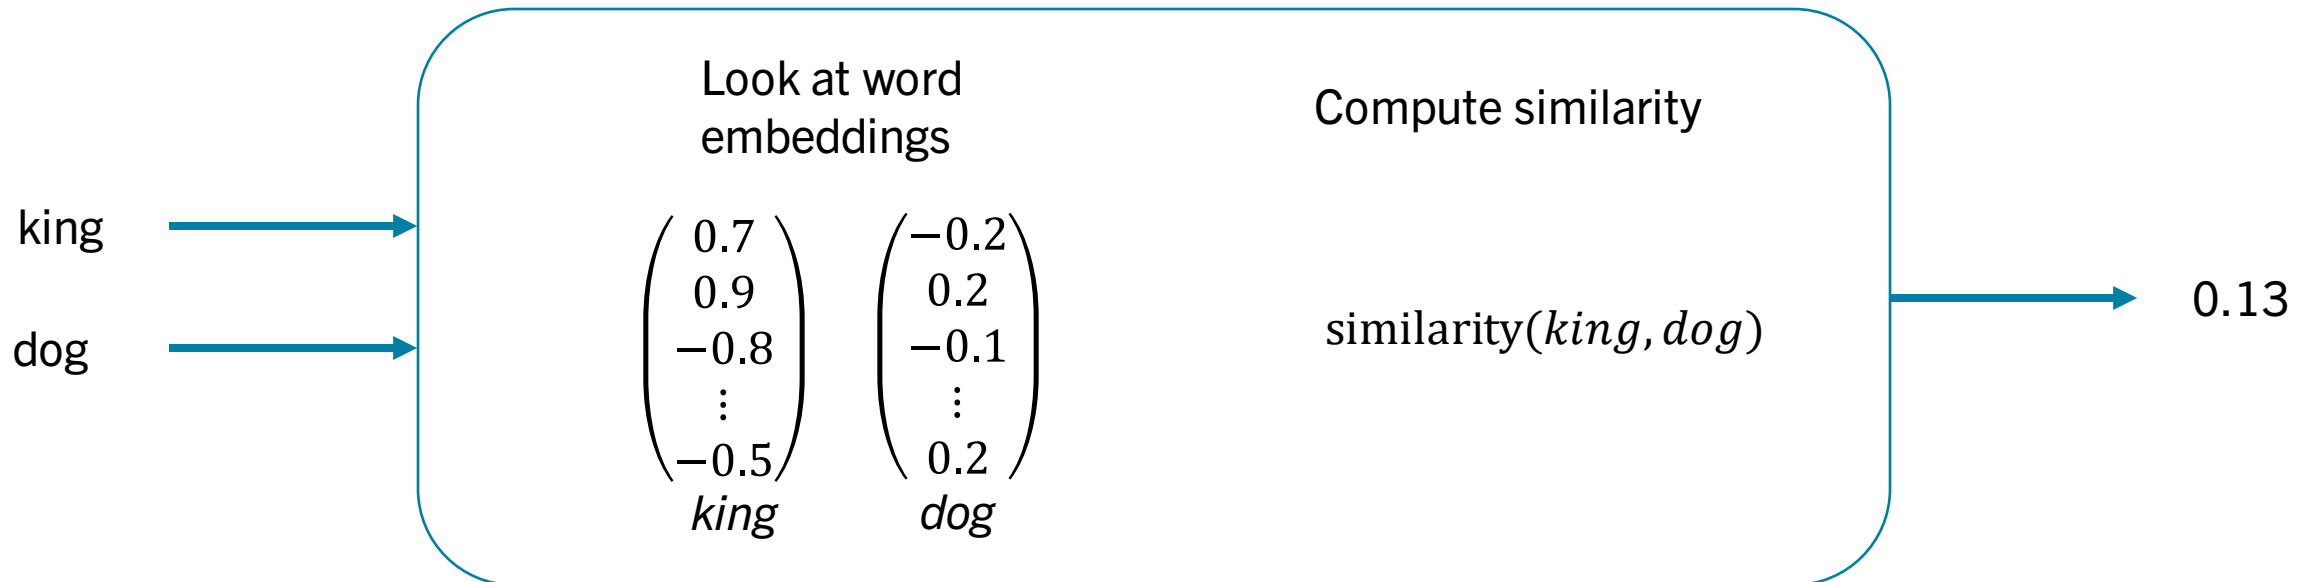 Look at word
embeddings
Compute similarity
king
dog
0.7
0.9
−0.8
⋮
−0.5
king
−0.2
0.2
−0.1
⋮
0.2
dog
similarity(king, dog)
0.13